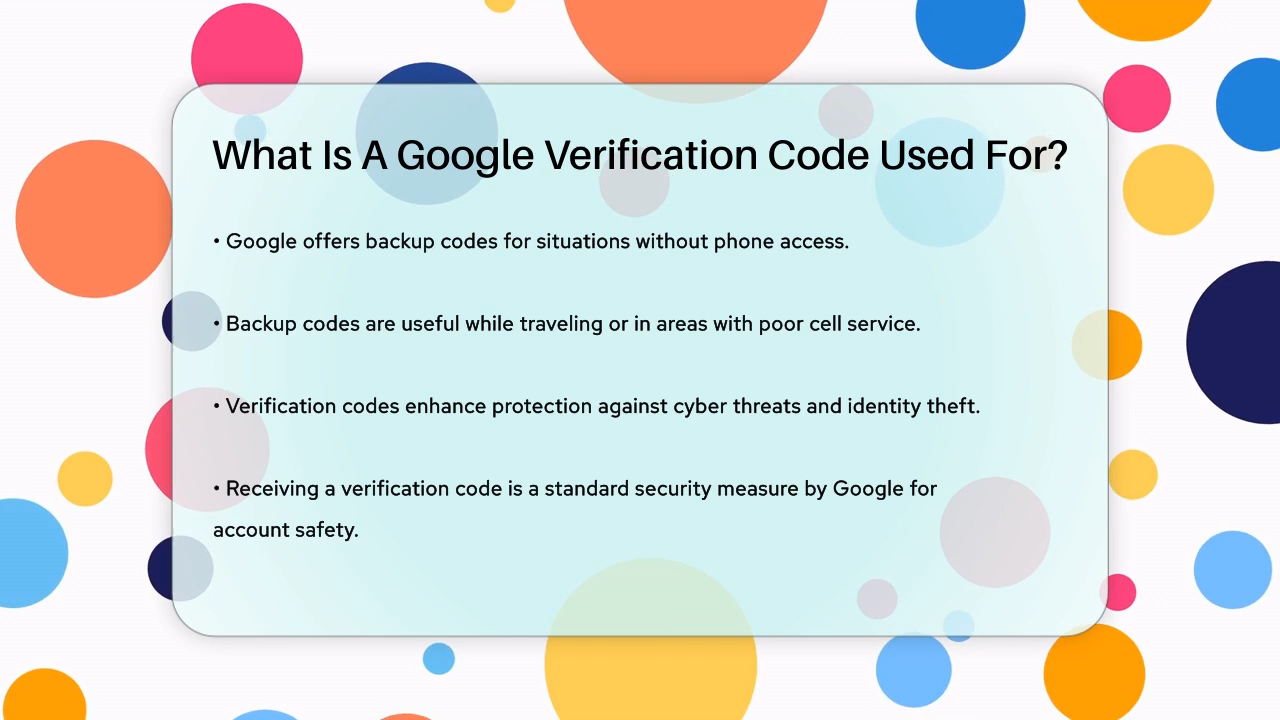 What Is A Google Verification Code Used For?
• Google offers backup codes for situations without phone access.
• Backup codes are useful while traveling or in areas with poor cell service.
• Verification codes enhance protection against cyber threats and identity theft.
• Receiving a verification code is a standard security measure by Google for
account safety.